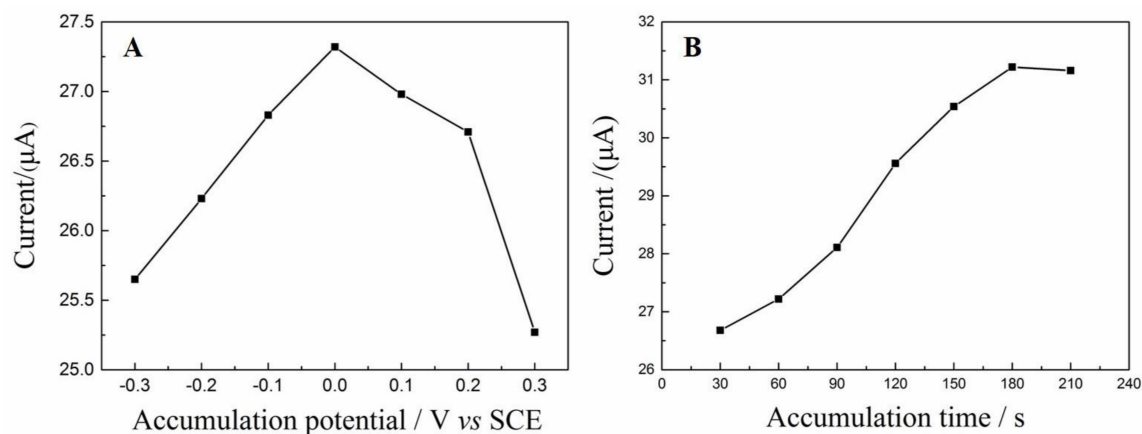 A
27.5
27.0
26.5
26.0
25.5
25.0
Current/(μA)
-0.3 -0.2 -0.1 0.0 0.1 0.2 0.3
Accumulation potential / V vs SCE
B
32
31
30
29
28
27
26
Current /(μA)
0 30 60 90 120 150 180 210 240
Accumulation time / s